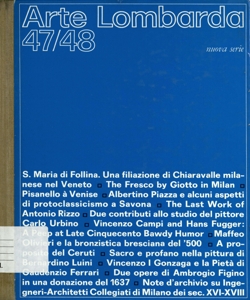 Arte Lombarda
47/48
nuova serie
S. Maria di Follina. Una filiazione di Chiaravalle mila-
nese nel Veneto ▫ The Fresco by Giotto in Milan ▫
Pisanello à Venise ▫ Albertino Piazza e alcuni aspetti
di protoclassicismo a Savona ▫ The Last Work of
Antonio Rizzo ▫ Due contributi allo studio del pittore
Carlo Urbino ▫ Vincenzo Campi and Hans Fugger:
A Peep at Late Cinquecento Bawdy Humor ▫ Maffeo
Olivieri e la bronzistica bresciana del '500 ▫ A pro-
posito dei Ceruti ▫ Sacro e profano nella pittura di
Bernardino Luini ▫ Vincenzo I Gonzaga e la Pietà di
Gaudenzio Ferrari ▫ Due opere di Ambrogio Figino
in una donazione del 1637 ▫ Note d'archivio su Inge-
gneri-Architetti Collegiati di Milano dei sec. XVI-XVIII